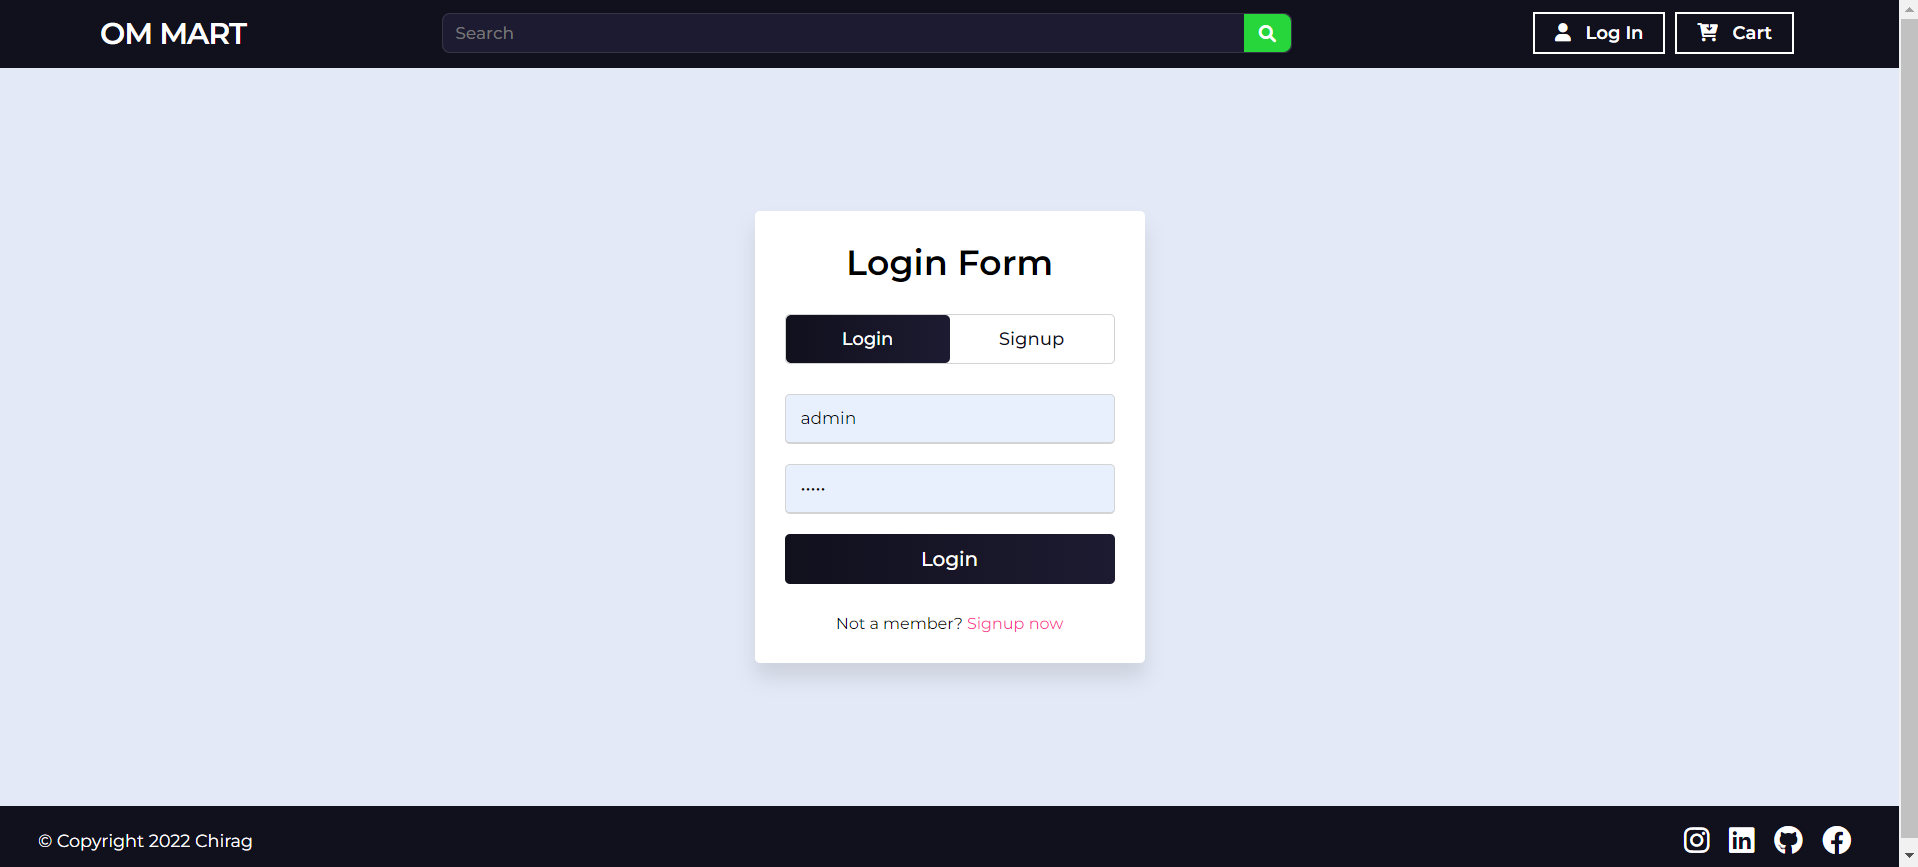 OM MART
Search
Log In
Cart
Login Form
Login
Signup
admin
•••••
Login
Not a member? Signup now
© Copyright 2022 Chirag